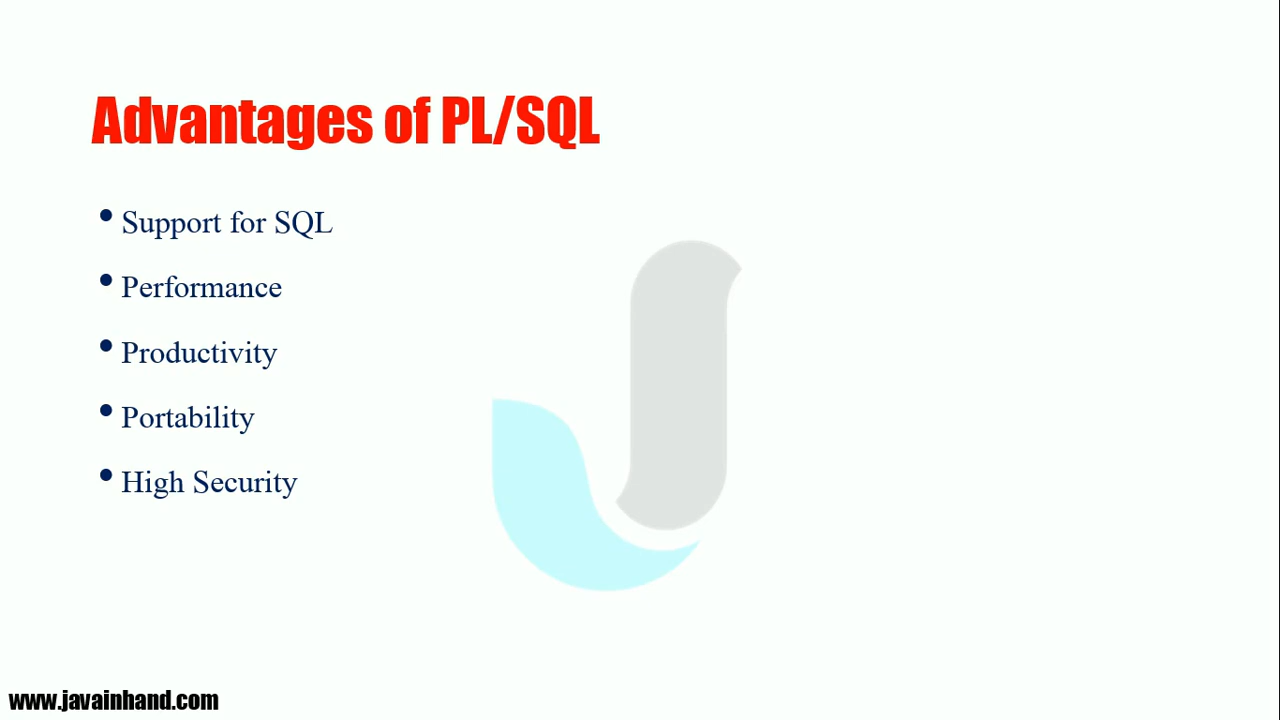 Advantages of PL/SQL
• Support for SQL
• Performance
• Productivity
• Portability
• High Security
www.javainhand.com